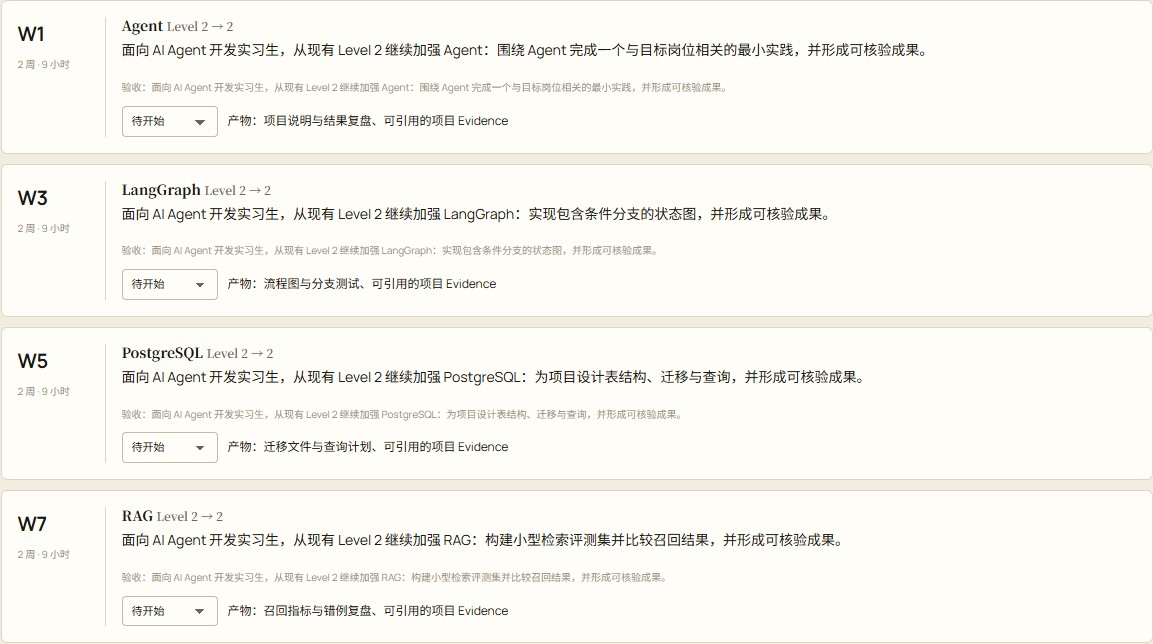 W1
2 周 · 9 小时
Agent Level 2 → 2
面向 AI Agent 开发实习生，从现有 Level 2 继续加强 Agent：围绕 Agent 完成一个与目标岗位相关的最小实践，并形成可核验成果。
验收：面向 AI Agent 开发实习生，从现有 Level 2 继续加强 Agent：围绕 Agent 完成一个与目标岗位相关的最小实践，并形成可核验成果。
待开始 产物：项目说明与结果复盘、可引用的项目 Evidence
W3
2 周 · 9 小时
LangGraph Level 2 → 2
面向 AI Agent 开发实习生，从现有 Level 2 继续加强 LangGraph：实现包含条件分支的状态图，并形成可核验成果。
验收：面向 AI Agent 开发实习生，从现有 Level 2 继续加强 LangGraph：实现包含条件分支的状态图，并形成可核验成果。
待开始 产物：流程图与分支测试、可引用的项目 Evidence
W5
2 周 · 9 小时
PostgreSQL Level 2 → 2
面向 AI Agent 开发实习生，从现有 Level 2 继续加强 PostgreSQL：为项目设计表结构、迁移与查询，并形成可核验成果。
验收：面向 AI Agent 开发实习生，从现有 Level 2 继续加强 PostgreSQL：为项目设计表结构、迁移与查询，并形成可核验成果。
待开始 产物：迁移文件与查询计划、可引用的项目 Evidence
W7
2 周 · 9 小时
RAG Level 2 → 2
面向 AI Agent 开发实习生，从现有 Level 2 继续加强 RAG：构建小型检索评测集并比较召回结果，并形成可核验成果。
验收：面向 AI Agent 开发实习生，从现有 Level 2 继续加强 RAG：构建小型检索评测集并比较召回结果，并形成可核验成果。
待开始 产物：召回指标与错例复盘、可引用的项目 Evidence